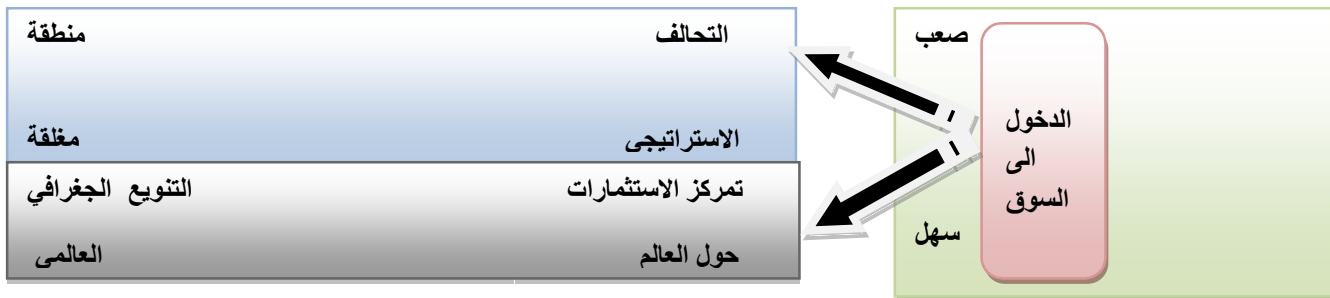 صعب
الدخول
الى
السوق
سهل
التحالف منطقة
الاستراتيجى مغلقة
تمركز الاستثمارات التنويع الجغرافي
حول العالم العالمى